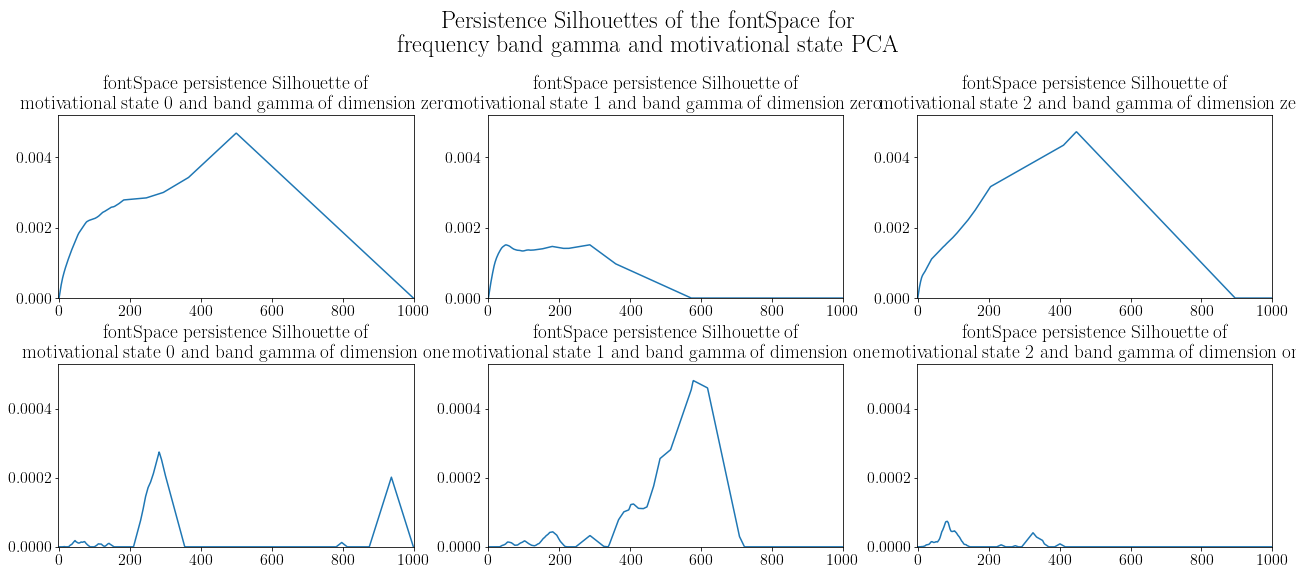 Persistence Silhouettes of the fontSpace for
frequency band gamma and motivational state PCA
fontSpace persistence Silhouette of
motivational state 0 and band gamma of dimension zero
fontSpace persistence Silhouette of
motivational state 1 and band gamma of dimension zero
fontSpace persistence Silhouette of
motivational state 2 and band gamma of dimension ze
0.004
0.002
0.000
0 200 400 600 800 1000
0.004
0.002
0.000
0 200 400 600 800 1000
0.004
0.002
0.000
0 200 400 600 800 1000
fontSpace persistence Silhouette of
motivational state 0 and band gamma of dimension one
fontSpace persistence Silhouette of
motivational state 1 and band gamma of dimension one
fontSpace persistence Silhouette of
motivational state 2 and band gamma of dimension on
0.0004
0.0002
0.0000
0 200 400 600 800 1000
0.0004
0.0002
0.0000
0 200 400 600 800 1000
0.0004
0.0002
0.0000
0 200 400 600 800 1000